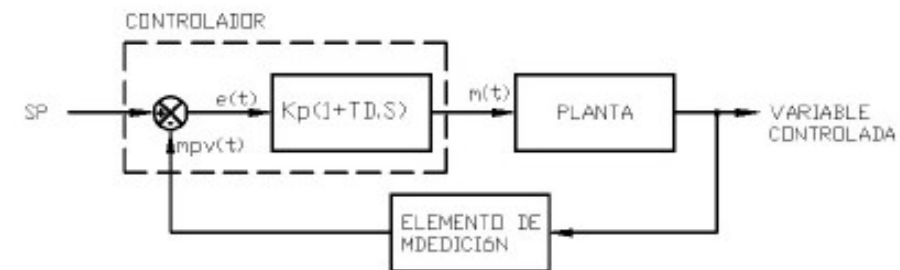 CONTROLADOR
SP
e(t)
mpv(t)
Kp(1+TD.S)
m(t)
PLANTA
VARIABLE
CONTROLADA
ELEMENTO DE
MDEDICIÓN